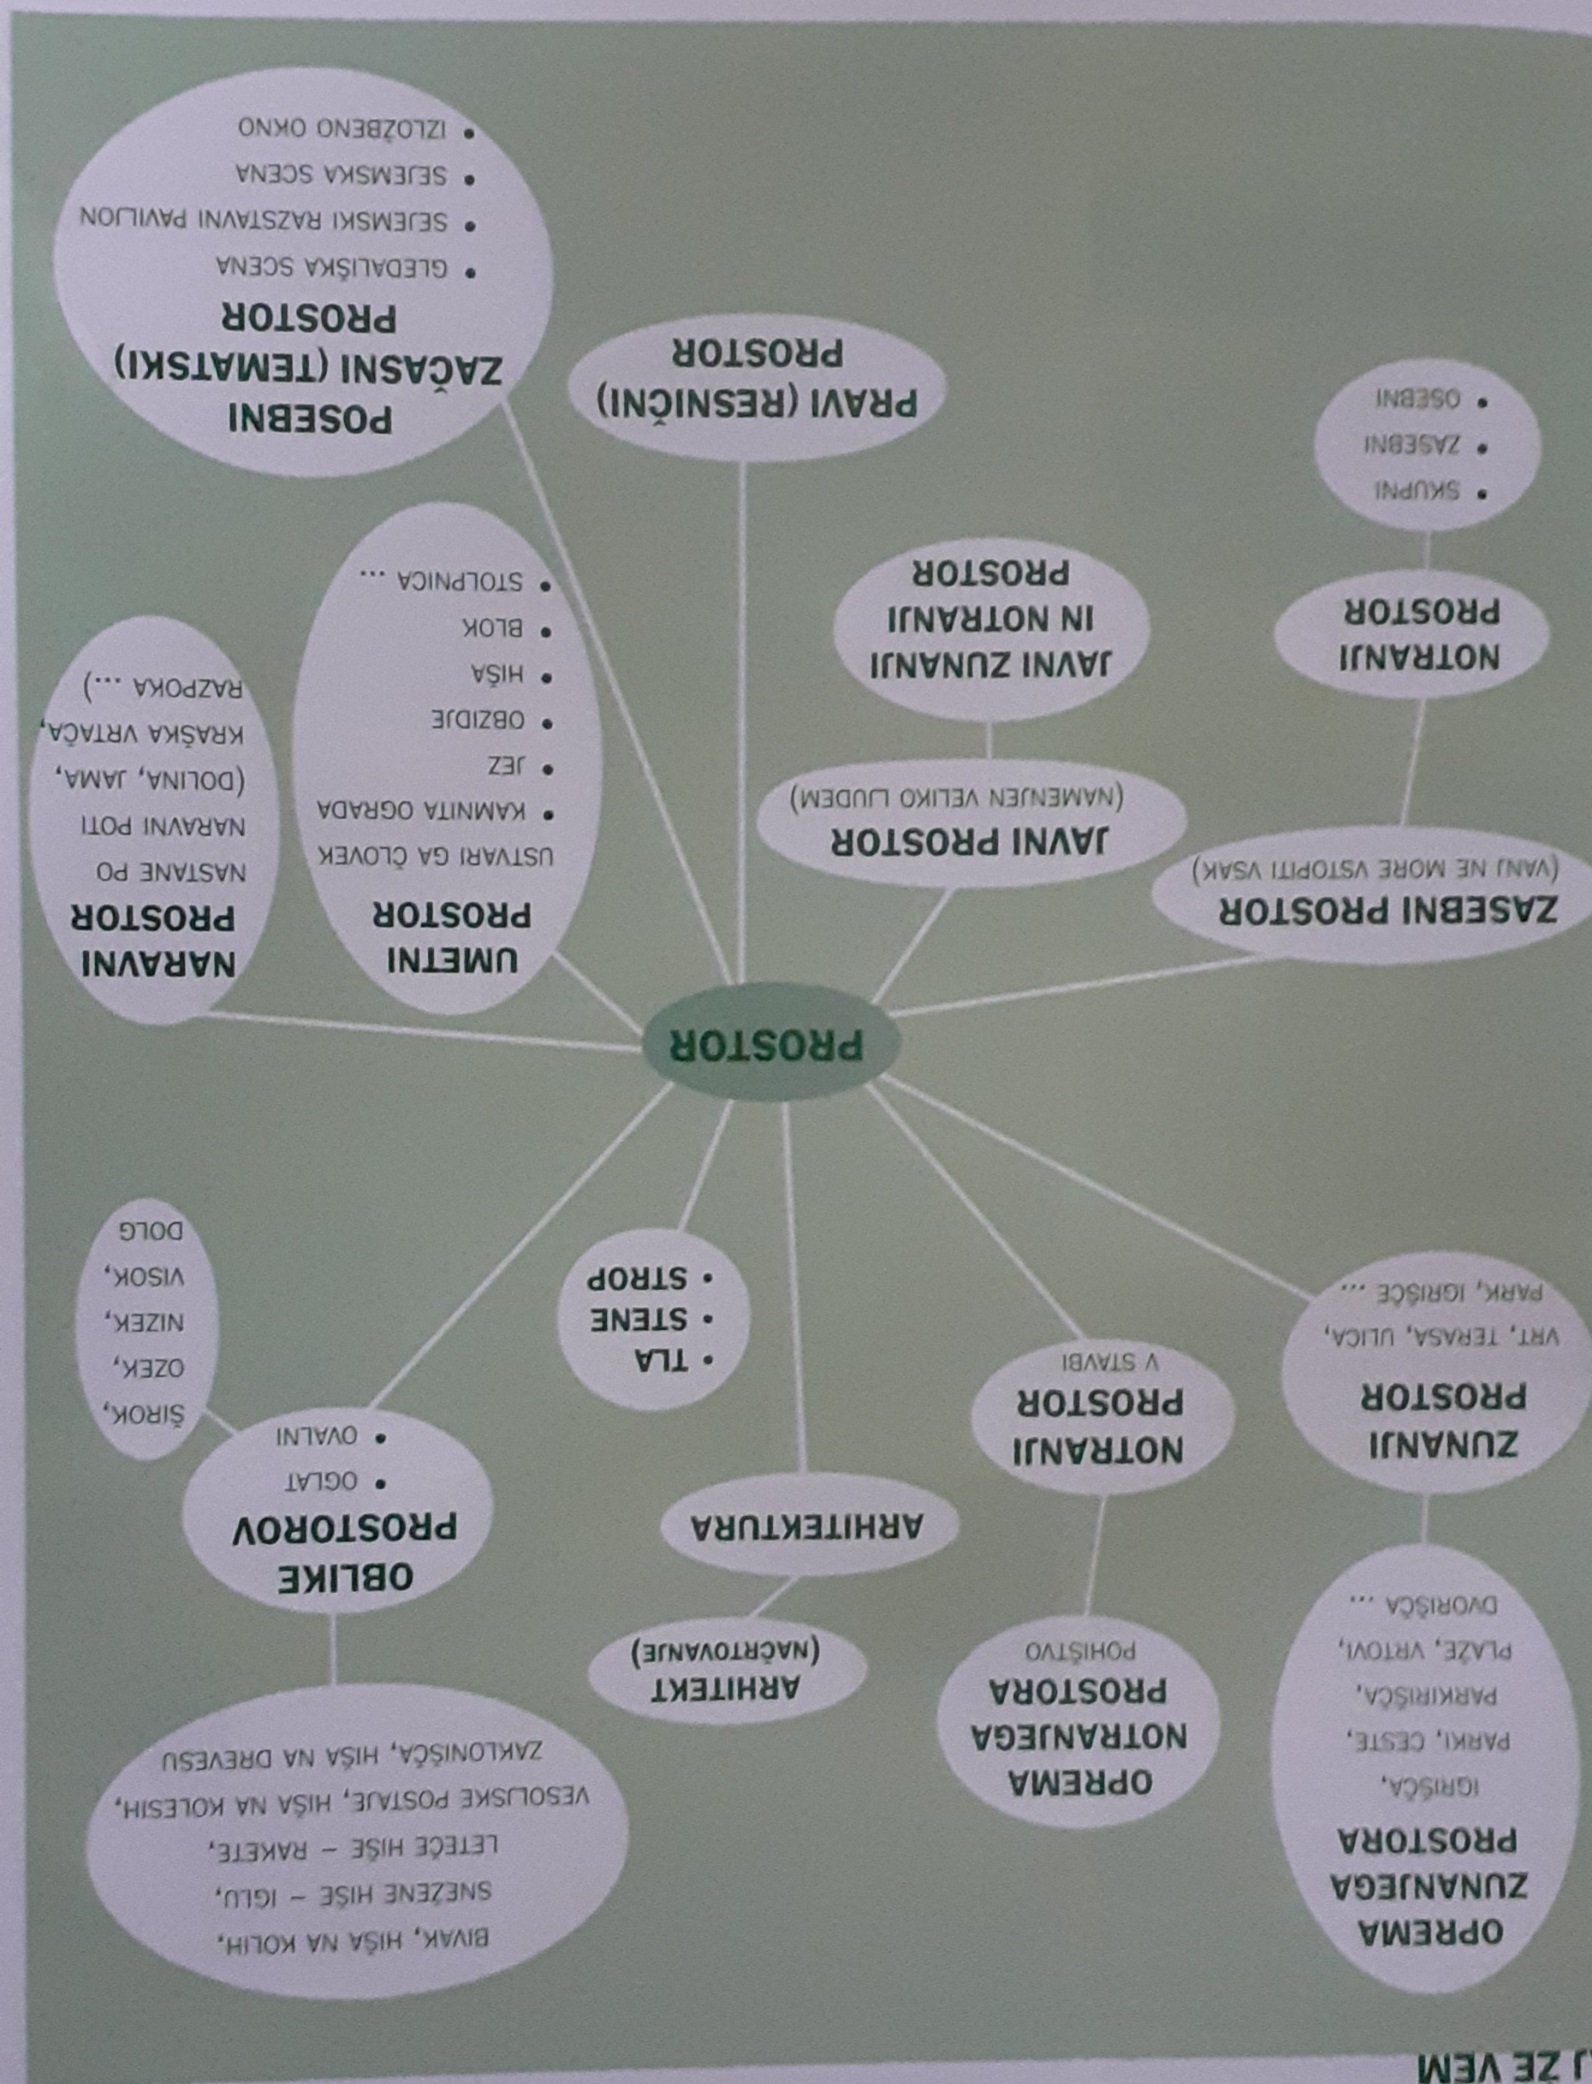 J ŽE VEM
OPREMA
ZUNANJEGA
PROSTORA
IGRIŠČA,
PARKI, CESTE,
PARKIRIŠČA,
PLAŽE, VRTOVI,
DVORIŠČA ...
OPREMA
NOTRANJEGA
PROSTORA
POHIŠTVO
ARHITEKT
(NAČRTOVANJE)
BIVAK, HIŠA NA KOLIH,
SNEŽENE HIŠE – IGLU,
LETEČE HIŠE – RAKETE,
VESOLJSKE POSTAJE, HIŠA NA KOLESIH,
ZAKLONIŠČA, HIŠA NA DREVESU
ZUNANJI
PROSTOR
VRT, TERASA, ULICA,
PARK, IGRIŠČE ...
NOTRANJI
PROSTOR
V STAVBI
ARHITEKTURA
OBLIKE
PROSTOROV
• OGLAT
• OVALNI
• TLA
• STENE
• STROP
ŠIROK,
OZEK,
NIZEK,
VISOK,
DOLG
PROSTOR
ZASEBNI PROSTOR
(VANJ NE MORE VSTOPITI VSAK)
NOTRANJI
PROSTOR
• SKUPNI
• ZASEBNI
• OSEBNI
JAVNI PROSTOR
(NAMENJEN VELIKO LJUDEM)
JAVNI ZUNANJI
IN NOTRANJI
PROSTOR
PRAVI (RESNIČNI)
PROSTOR
UMETNI
PROSTOR
USTVARI GA ČLOVEK
• KAMNITA OGRADA
• JEZ
• OBZIDJE
• HIŠA
• BLOK
• STOLPNICA ...
NARAVNI
PROSTOR
NASTANE PO
NARAVNI POTI
(DOLINA, JAMA,
KRAŠKA VRTAČA,
RAZPOKA ...)
POSEBNI
ZAČASNI (TEMATSKI)
PROSTOR
• GLEDALIŠKA SCENA
• SEJEMSKI RAZSTAVNI PAVILJON
• SEJEMSKA SCENA
• IZLOŽBENO OKNO